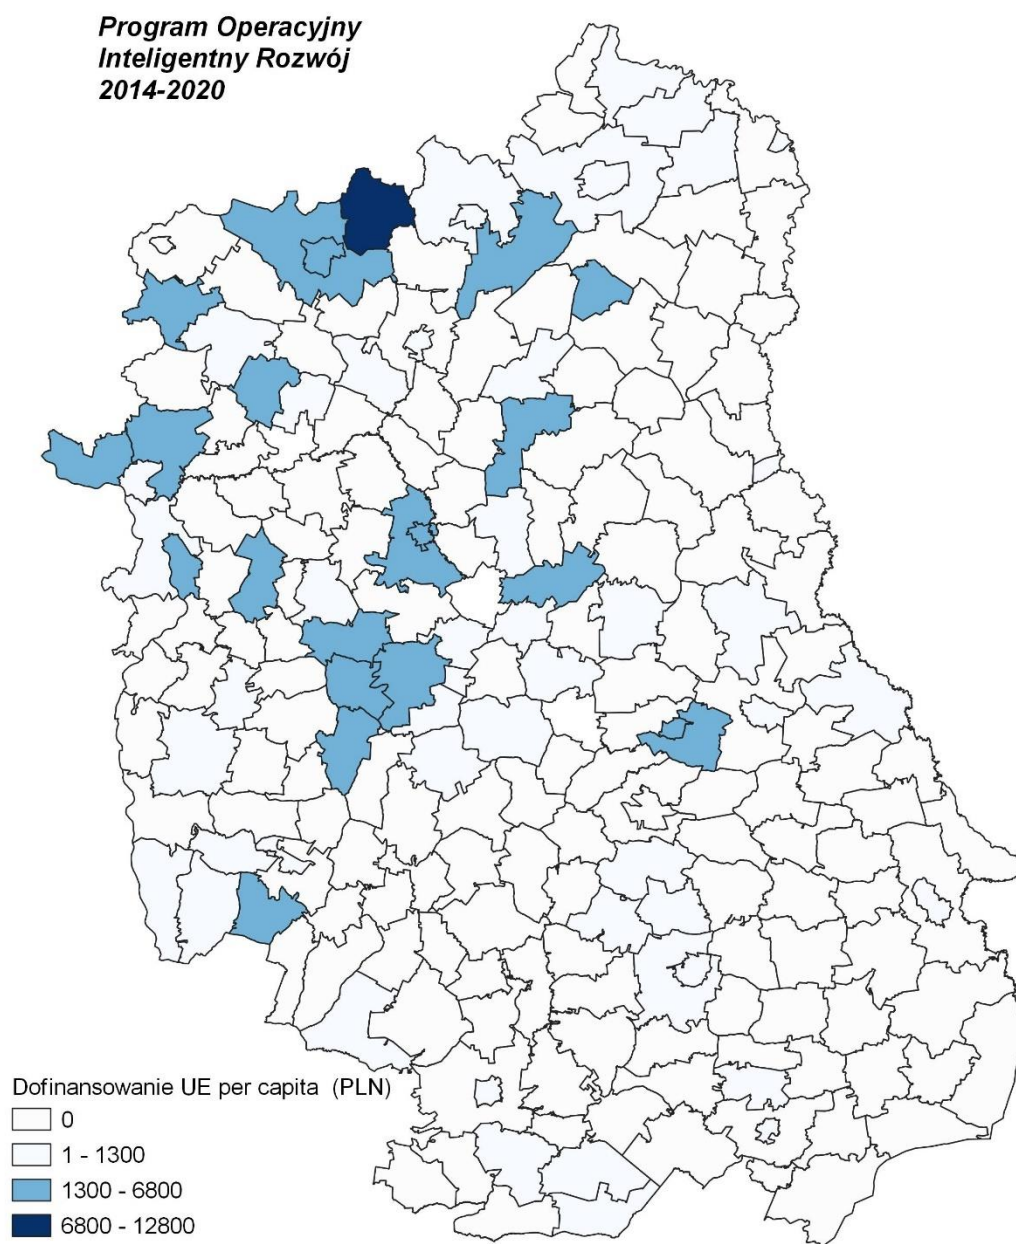 Program Operacyjny
Inteligentny Rozwój
2014-2020
Dofinansowanie UE per capita (PLN)
0
1 - 1300
1300 - 6800
6800 - 12800